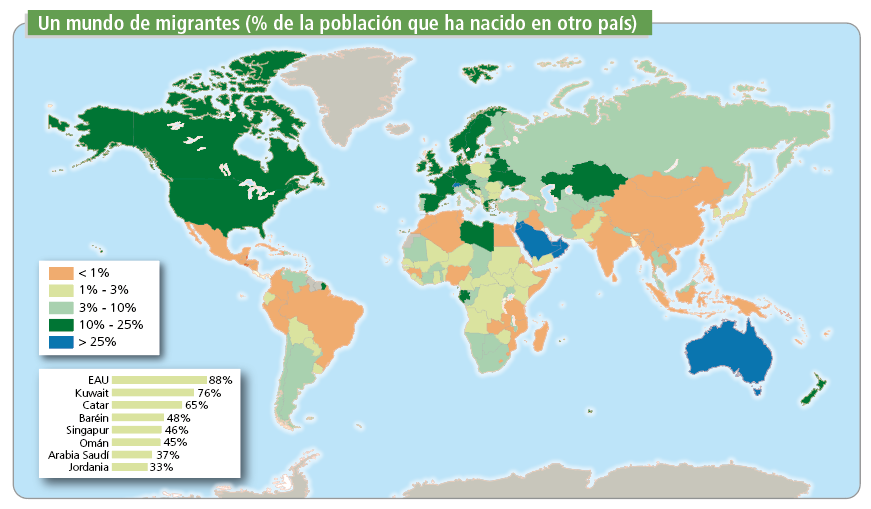 Un mundo de migrantes (% de la población que ha nacido en otro país)
< 1%
1% - 3%
3% - 10%
10% - 25%
> 25%
EAU 88%
Kuwait 76%
Catar 65%
Baréin 48%
Singapur 46%
Omán 45%
Arabia Saudí 37%
Jordania 33%